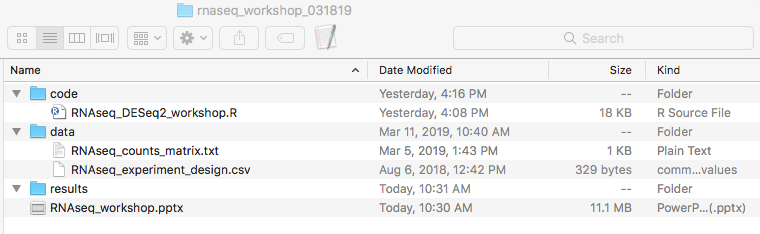 rnaseq_workshop_031819
Search
Name Date Modified Size Kind
code Yesterday, 4:16 PM -- Folder
RNAseq_DESeq2_workshop.R Yesterday, 4:08 PM 18 KB R Source File
data Mar 11, 2019, 10:40 AM -- Folder
RNAseq_counts_matrix.txt Mar 5, 2019, 1:43 PM 1 KB Plain Text
RNAseq_experiment_design.csv Aug 6, 2018, 12:42 PM 329 bytes comm...values
results Today, 10:31 AM -- Folder
RNAseq_workshop.pptx Today, 10:30 AM 11.1 MB PowerP...(.pptx)